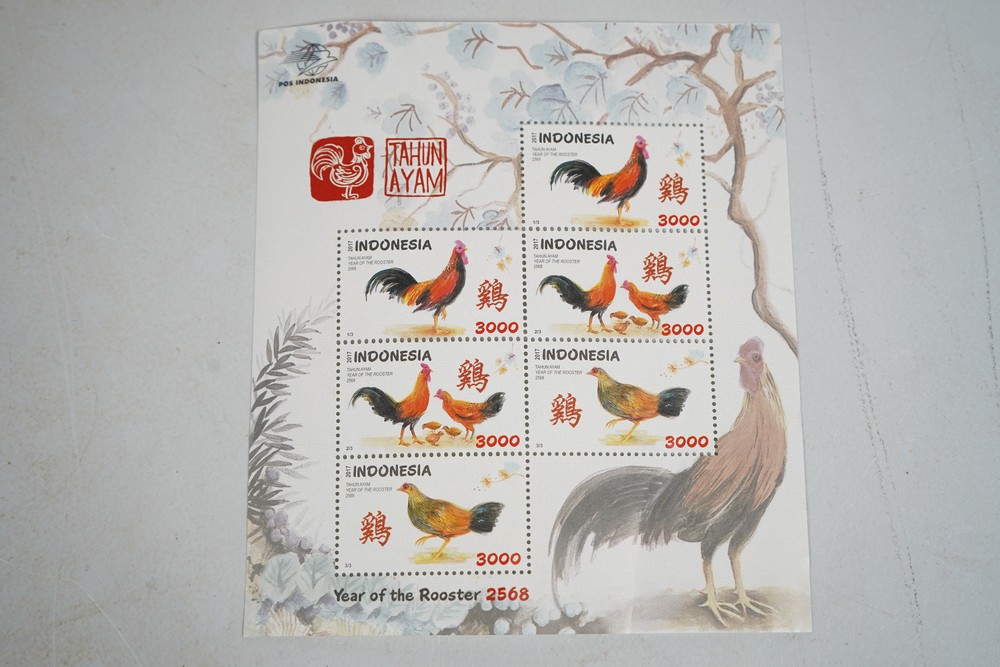 POS INDONESIA
TAHUN
AYAM
2017 INDONESIA
TAHUN AYAM
YEAR OF THE ROOSTER
2568
鷄
1/3
3000
2017 INDONESIA
TAHUN AYAM
YEAR OF THE ROOSTER
2568
鷄
1/3
3000
2017 INDONESIA
TAHUN AYAM
YEAR OF THE ROOSTER
2568
鷄
2/3
3000
2017 INDONESIA
TAHUN AYAM
YEAR OF THE ROOSTER
2568
鷄
2/3
3000
2017 INDONESIA
TAHUN AYAM
YEAR OF THE ROOSTER
2568
鷄
3/3
3000
2017 INDONESIA
TAHUN AYAM
YEAR OF THE ROOSTER
2568
鷄
3/3
3000
Year of the Rooster 2568